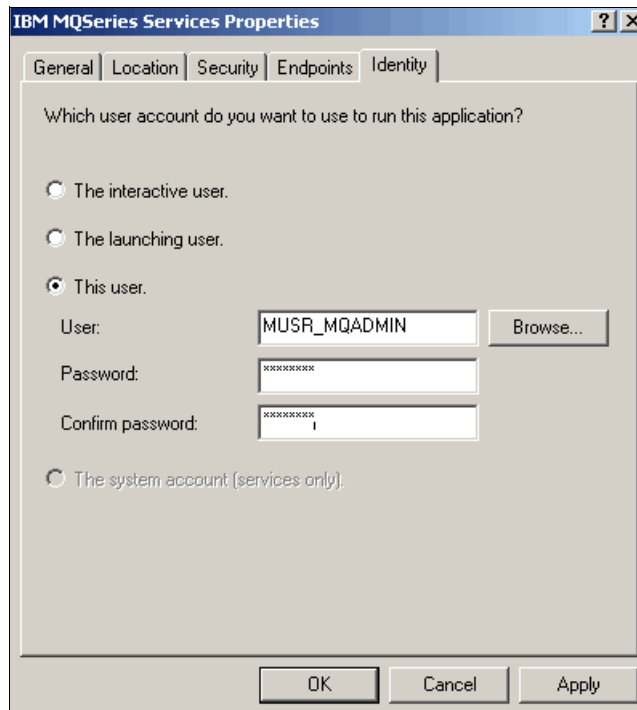 IBM MQSeries Services Properties
General Location Security Endpoints Identity
Which user account do you want to use to run this application?
The interactive user.
The launching user.
This user.
User: MUSR_MQADMIN Browse...
Password: ********
Confirm password: ********
The system account (services only).
OK Cancel Apply